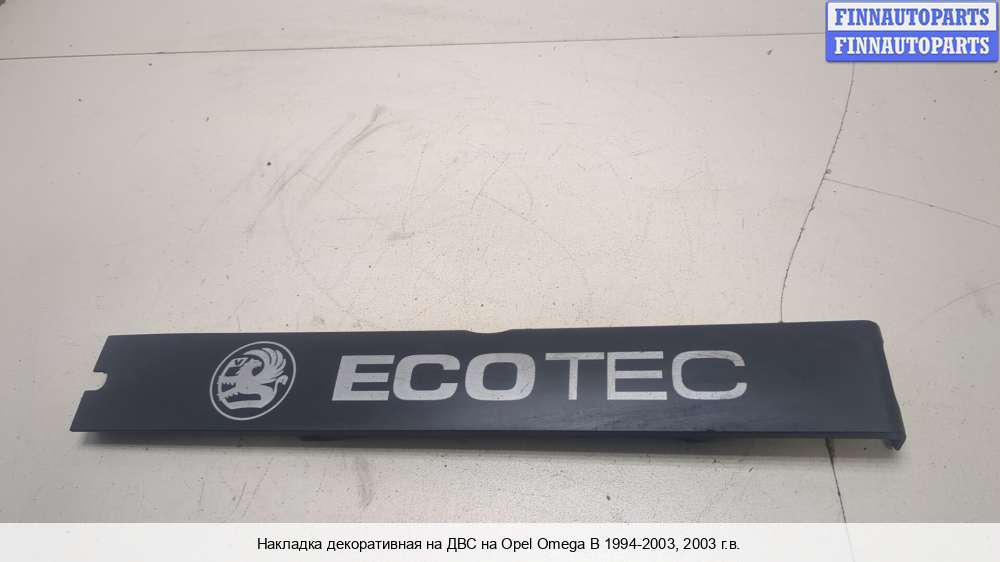 FINNAUTOPARTS
FINNAUTOPARTS
ECOTEC
Накладка декоративная на ДВС на Opel Omega B 1994-2003, 2003 г.в.